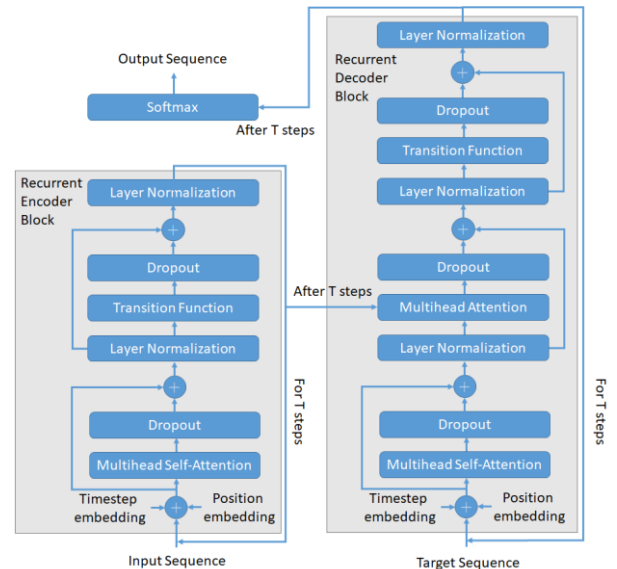 Output Sequence
Softmax
After T steps
Recurrent
Encoder
Block
Layer Normalization
Dropout
Transition Function
Layer Normalization
Dropout
Multihead Self-Attention
Timestep
embedding
Position
embedding
Input Sequence
For T steps
After T steps
Layer Normalization
Recurrent
Decoder
Block
Dropout
Transition Function
Layer Normalization
Dropout
Multihead Attention
Layer Normalization
Dropout
Multihead Self-Attention
Timestep
embedding
Position
embedding
Target Sequence
For T steps